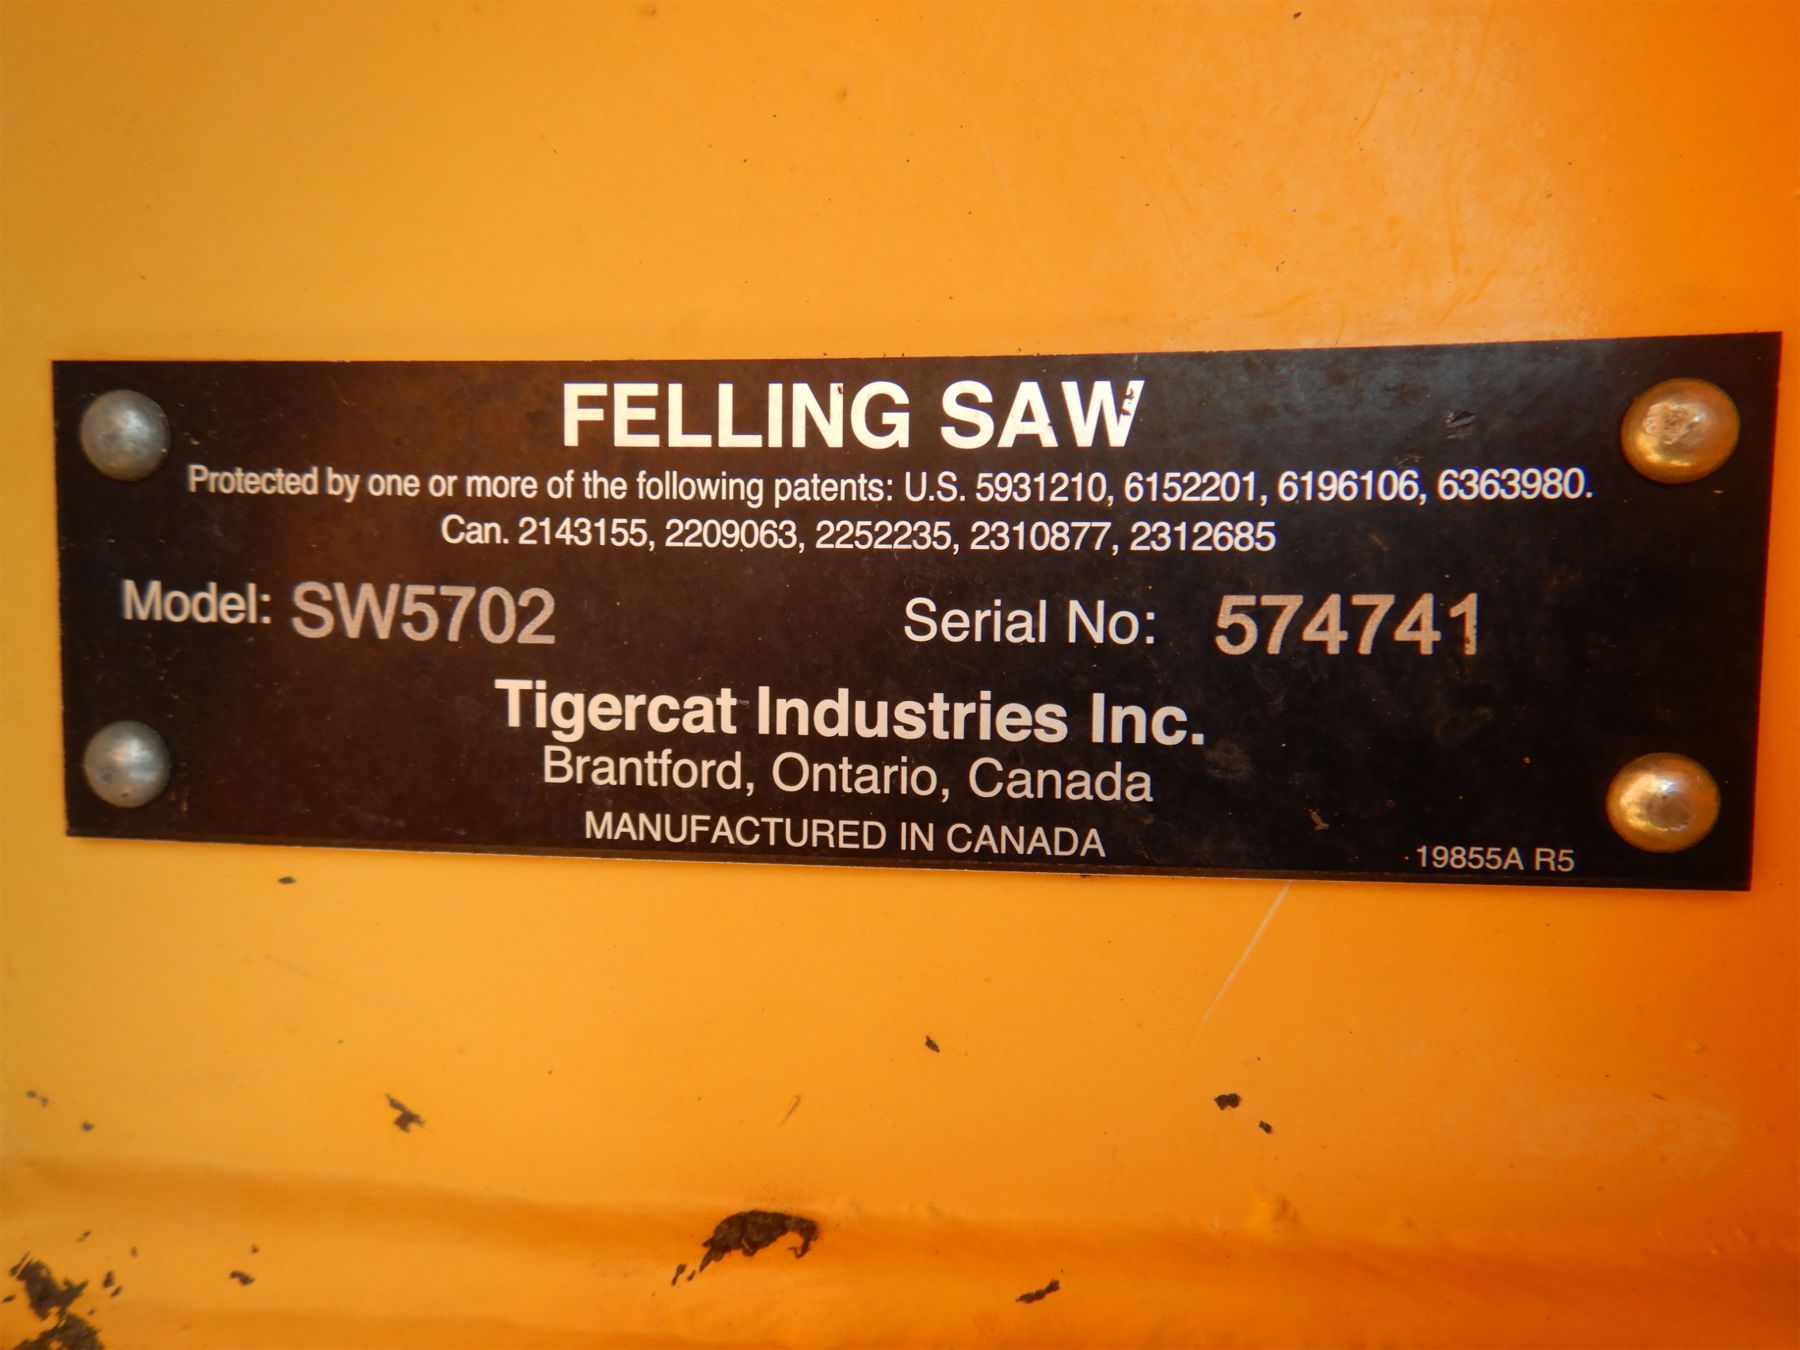 FELLING SAW
Protected by one or more of the following patents: U.S. 5931210, 6152201, 6196106, 6363980.
Can. 2143155, 2209063, 2252235, 2310877, 2312685
Model: SW5702 Serial No: 574741
Tigercat Industries Inc.
Brantford, Ontario, Canada
MANUFACTURED IN CANADA
19855A R5